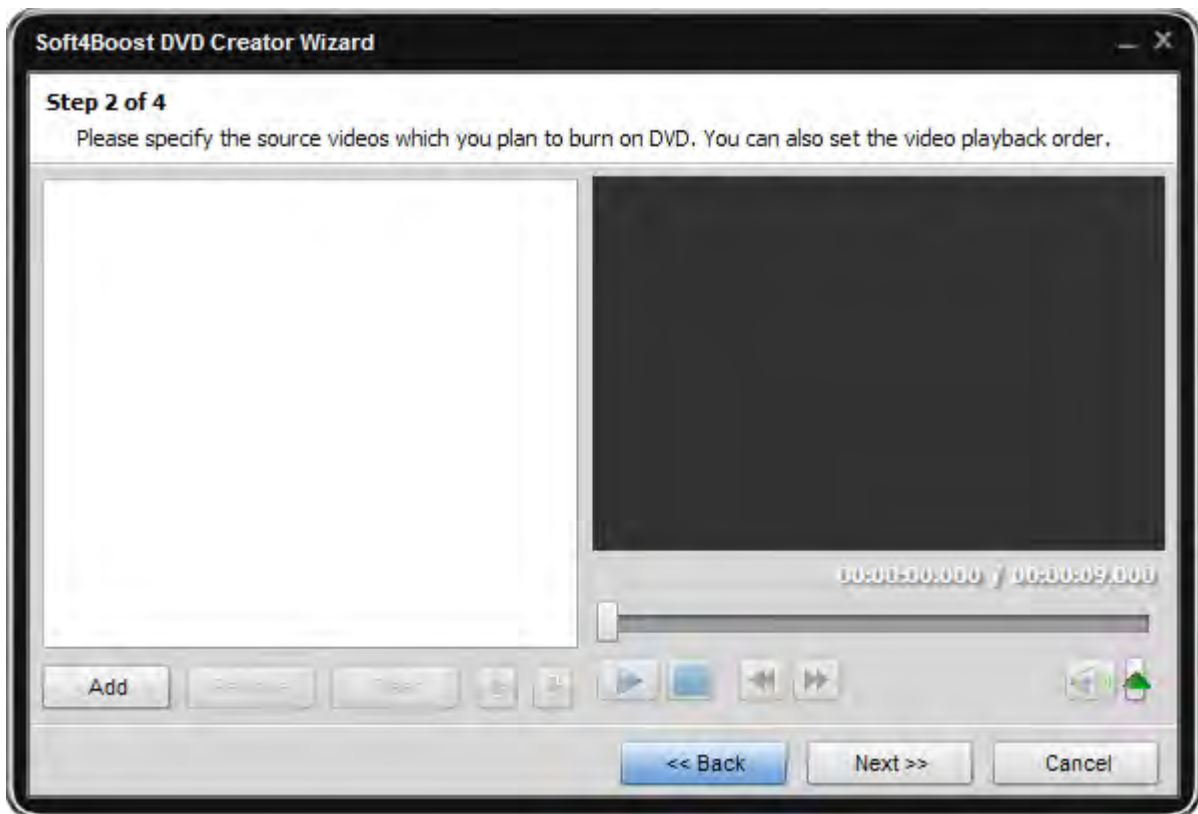 Soft4Boost DVD Creator Wizard
Step 2 of 4
Please specify the source videos which you plan to burn on DVD. You can also set the video playback order.
00:00:00.000 / 00:00:09.000
Add
<< Back Next >> Cancel